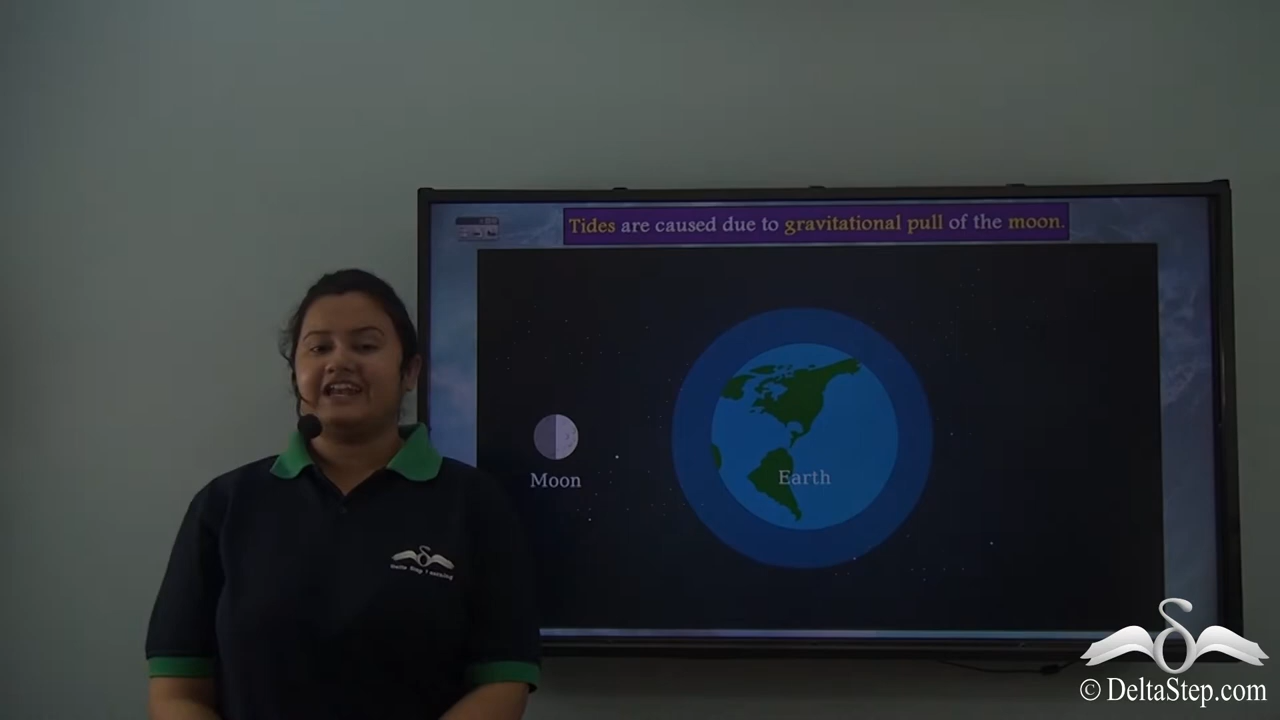 Tides are caused due to gravitational pull of the moon.
Moon
Earth
© DeltaStep.com